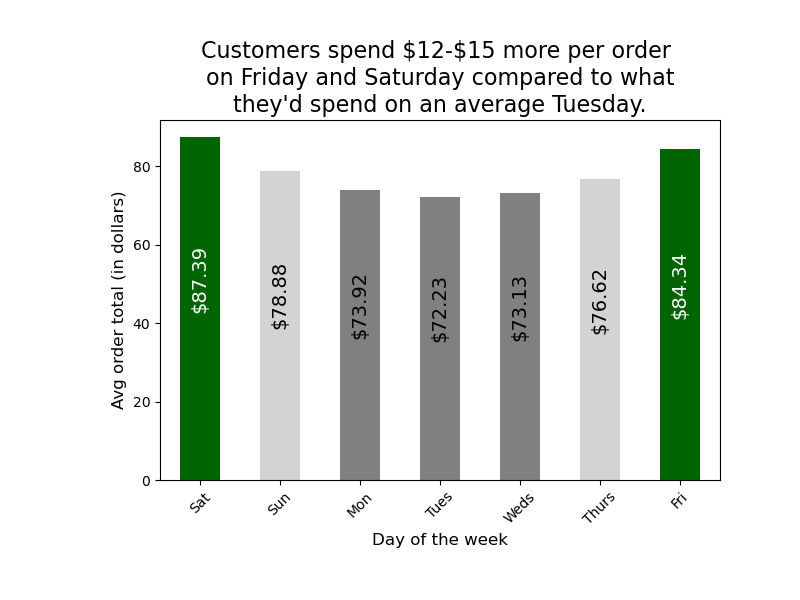 Customers spend $12-$15 more per order
on Friday and Saturday compared to what
they'd spend on an average Tuesday.
Avg order total (in dollars)
80
60
40
20
0
$87.39
$78.88
$73.92
$72.23
$73.13
$76.62
$84.34
Sat
Sun
Mon
Tues
Weds
Thurs
Fri
Day of the week